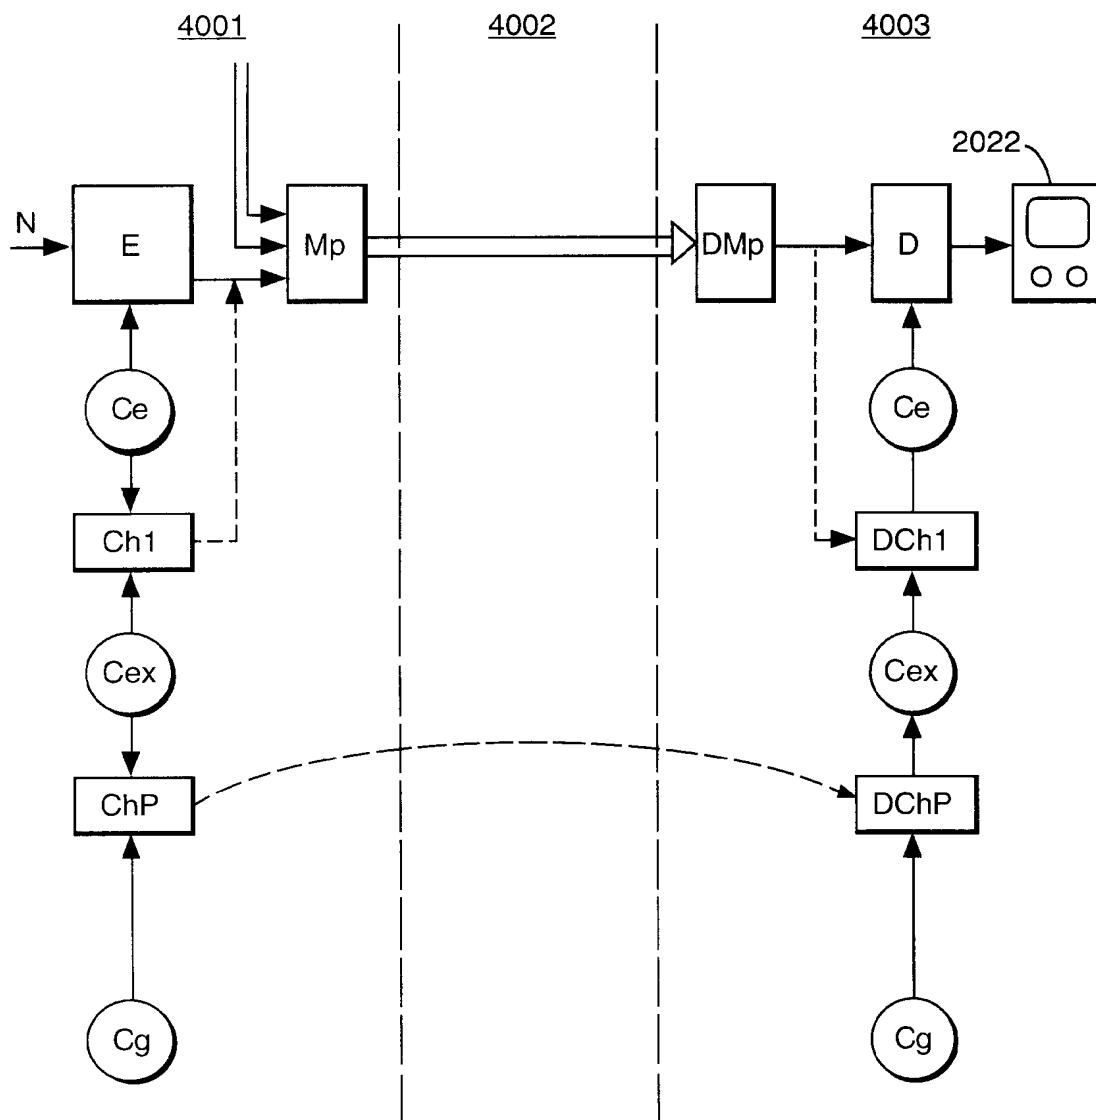 4001 4002 4003
2022
N E Mp DMp D
Ce Ce
Ch1 DCh1
Cex Cex
ChP DChP
Cg Cg